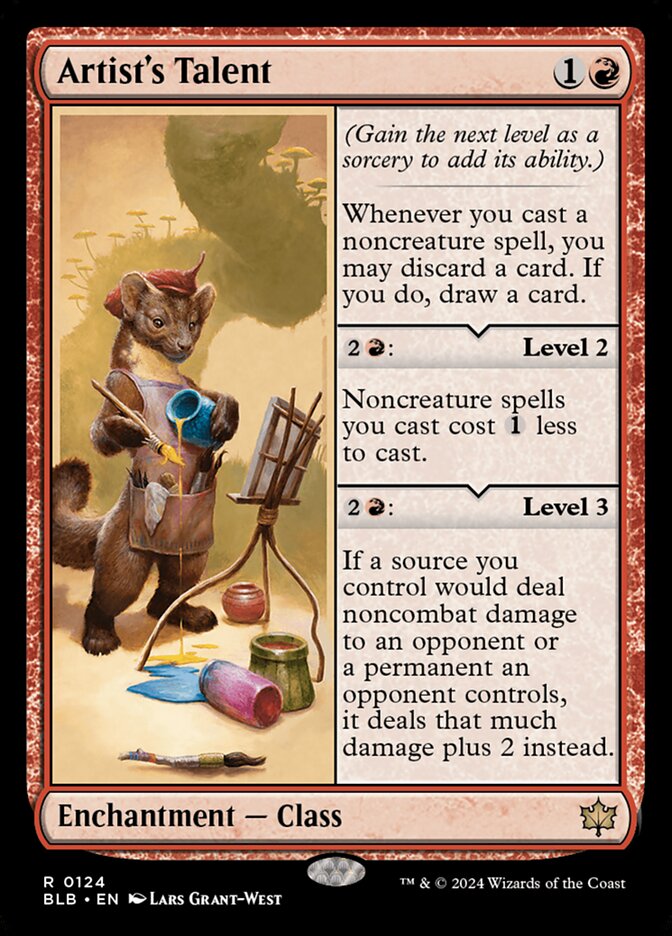 Artist's Talent 1
(Gain the next level as a
sorcery to add its ability.)
Whenever you cast a
noncreature spell, you
may discard a card. If
you do, draw a card.
2 : Level 2
Noncreature spells
you cast cost 1 less
to cast.
2 : Level 3
If a source you
control would deal
noncombat damage
to an opponent or
a permanent an
opponent controls,
it deals that much
damage plus 2 instead.
Enchantment — Class
R 0124
™ & © 2024 Wizards of the Coast
BLB • EN Lars Grant-West